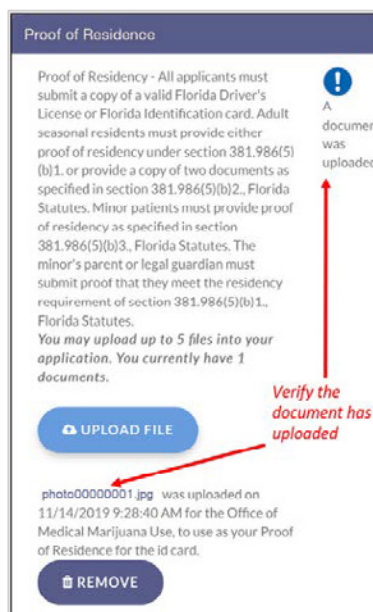 Proof of Residence
Proof of Residency - All applicants must
submit a copy of a valid Florida Driver's
License or Florida Identification card. Adult
seasonal residents must provide either
proof of residency under section 381.986(5)
(b)1. or provide a copy of two documents as
specified in section 381.986(5)(b)2., Florida
Statutes. Minor patients must provide proof
of residency as specified in section
381.986(5)(b)3., Florida Statutes. The
minor's parent or legal guardian must
submit proof that they meet the residency
requirement of section 381.986(5)(b)1.,
Florida Statutes.
You may upload up to 5 files into your
application. You currently have 1
documents.
A
documen
was
uploaded
Verify the
document has
uploaded
UPLOAD FILE
photo00000001.jpg was uploaded on
11/14/2019 9:28:40 AM for the Office of
Medical Marijuana Use, to use as your Proof
of Residence for the id card.
REMOVE